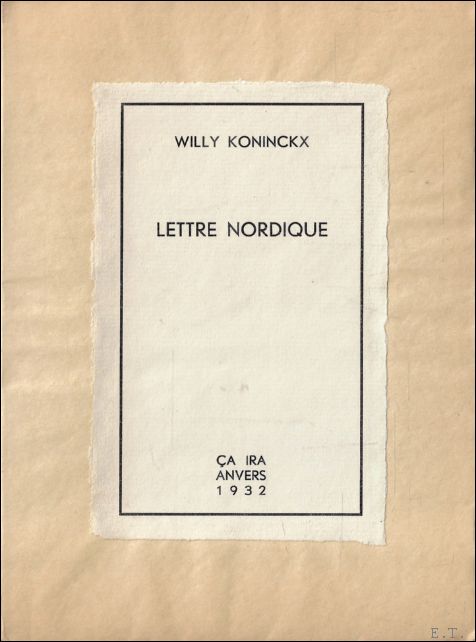 WILLY KONINCKX
LETTRE NORDIQUE
ÇA IRA
ANVERS
1932
E.T.